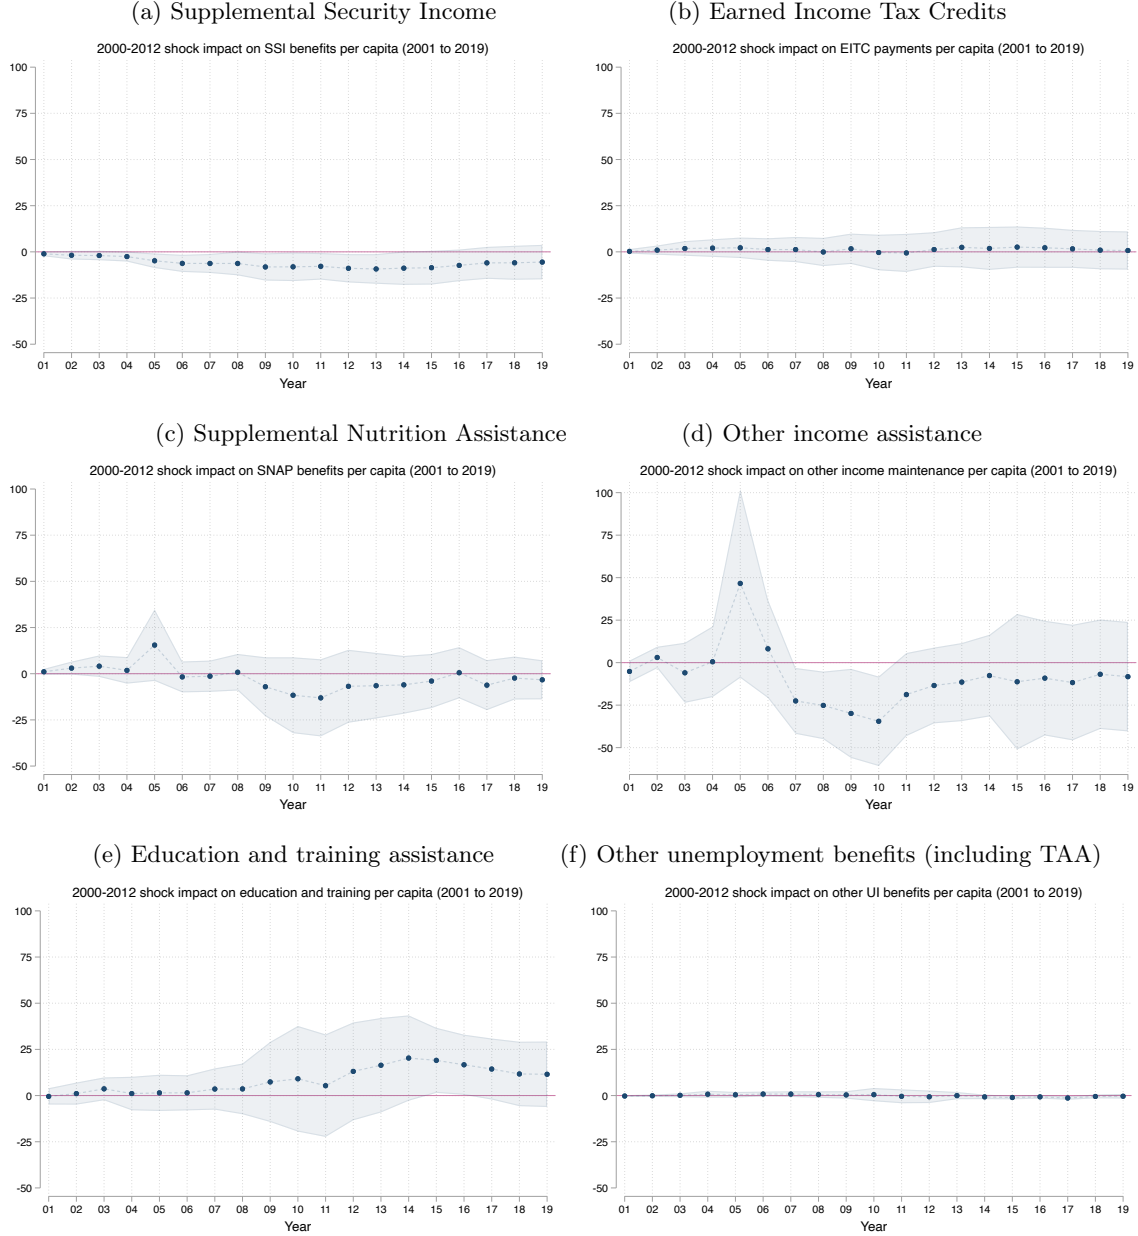 (a) Supplemental Security Income
2000-2012 shock impact on SSI benefits per capita (2001 to 2019)
100
75
50
25
0
-25
-50
01 02 03 04 05 06 07 08 09 10 11 12 13 14 15 16 17 18 19
Year
(b) Earned Income Tax Credits
2000-2012 shock impact on EITC payments per capita (2001 to 2019)
100
75
50
25
0
-25
-50
01 02 03 04 05 06 07 08 09 10 11 12 13 14 15 16 17 18 19
Year
(c) Supplemental Nutrition Assistance
2000-2012 shock impact on SNAP benefits per capita (2001 to 2019)
100
75
50
25
0
-25
-50
01 02 03 04 05 06 07 08 09 10 11 12 13 14 15 16 17 18 19
Year
(d) Other income assistance
2000-2012 shock impact on other income maintenance per capita (2001 to 2019)
100
75
50
25
0
-25
-50
01 02 03 04 05 06 07 08 09 10 11 12 13 14 15 16 17 18 19
Year
(e) Education and training assistance
2000-2012 shock impact on education and training per capita (2001 to 2019)
100
75
50
25
0
-25
-50
01 02 03 04 05 06 07 08 09 10 11 12 13 14 15 16 17 18 19
Year
(f) Other unemployment benefits (including TAA)
2000-2012 shock impact on other UI benefits per capita (2001 to 2019)
100
75
50
25
0
-25
-50
01 02 03 04 05 06 07 08 09 10 11 12 13 14 15 16 17 18 19
Year